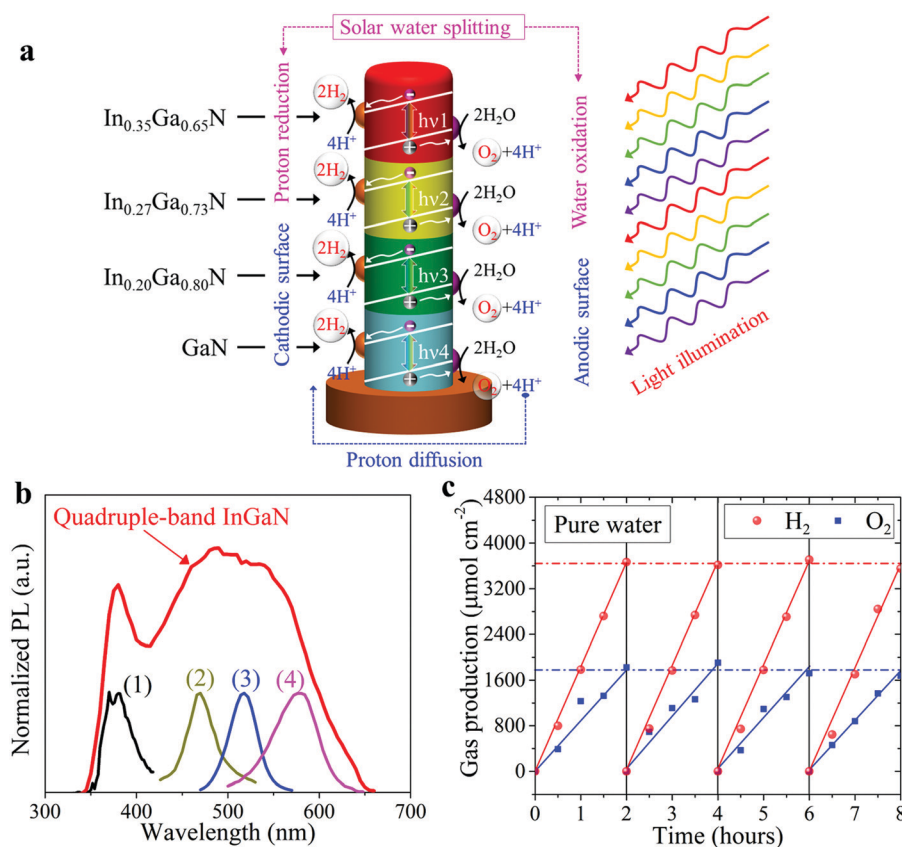 a
Solar water splitting
Proton reduction
Cathodic surface
Water oxidation
Anodic surface
In0.35Ga0.65N
In0.27Ga0.73N
In0.20Ga0.80N
GaN
2H2
4H+
hν1
2H2O
O2+4H+
2H2
4H+
hν2
2H2O
O2+4H+
2H2
4H+
hν3
2H2O
O2+4H+
2H2
4H+
hν4
2H2O
O2+4H+
Proton diffusion
Light illumination
b
Quadruple-band InGaN
(1)
(2)
(3)
(4)
Normalized PL (a.u.)
300 400 500 600 700
Wavelength (nm)
c
Pure water
H2 O2
Gas production (µmol cm−2)
4800
4000
3200
2400
1600
800
0
0 1 2 3 4 5 6 7 8
Time (hours)